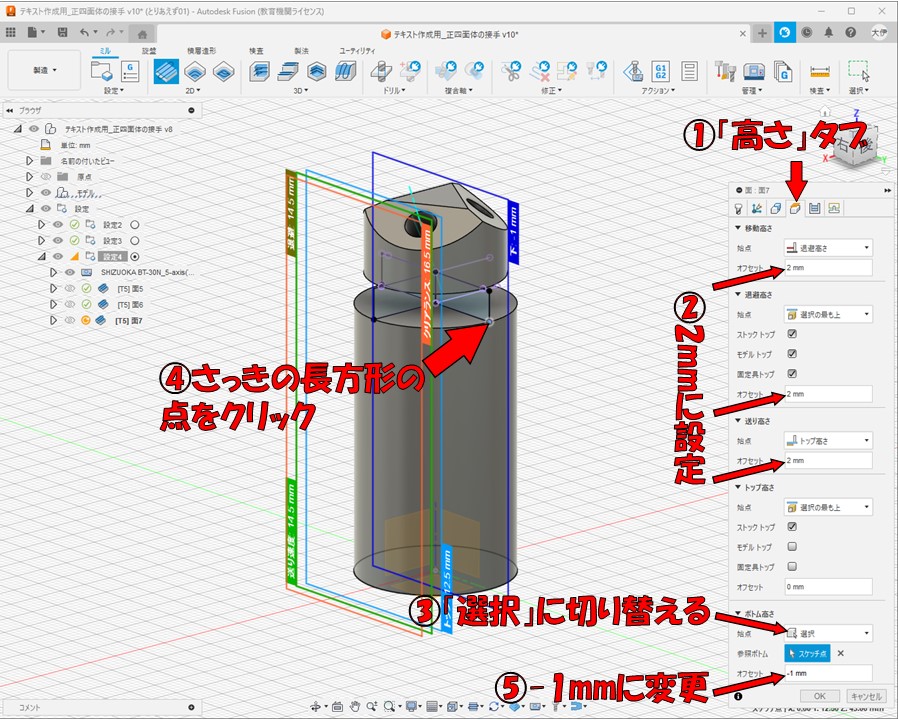 テキスト作成用_正四面体の接手 v10* (とりあえず01) - Autodesk Fusion (教育機関ライセンス)
テキスト作成用_正四面体の接手 v10*
大伊
製造
ミル 旋盤 積層造形 検査 製法 ユーティリティ
G1
G2
設定 2D 3D ドリル 複合軸 修正 アクション 管理 検査 選択
ブラウザ
テキスト作成用_正四面体の接手 v8
単位: mm
名前の付いたビュー
原点
モデル
設定
設定2
設定3
設定4
SHIZUOKA BT-30N_5-axis(...
[T5] 面5
[T5] 面6
[T5] 面7
①「高さ」タブ
②2mmに設定
③「選択」に切り替える
④さっきの長方形の
点をクリック
⑤-1mmに変更
退避 14.5 mm
クリアランス 16.5 mm
下 -1 mm
送り速度 14.5 mm
12.5 mm
Z
X
Y
右
後
面 : 面7
移動高さ
始点 退避高さ
オフセット 2 mm
退避高さ
始点 選択の最も上
ストックトップ
モデルトップ
固定具トップ
オフセット 2 mm
送り高さ
始点 トップ高さ
オフセット 2 mm
トップ高さ
始点 選択の最も上
ストックトップ
モデルトップ
固定具トップ
オフセット 0 mm
ボトム高さ
始点 選択
参照ボトム スケッチ点
オフセット -1 mm
OK キャンセル
コメント